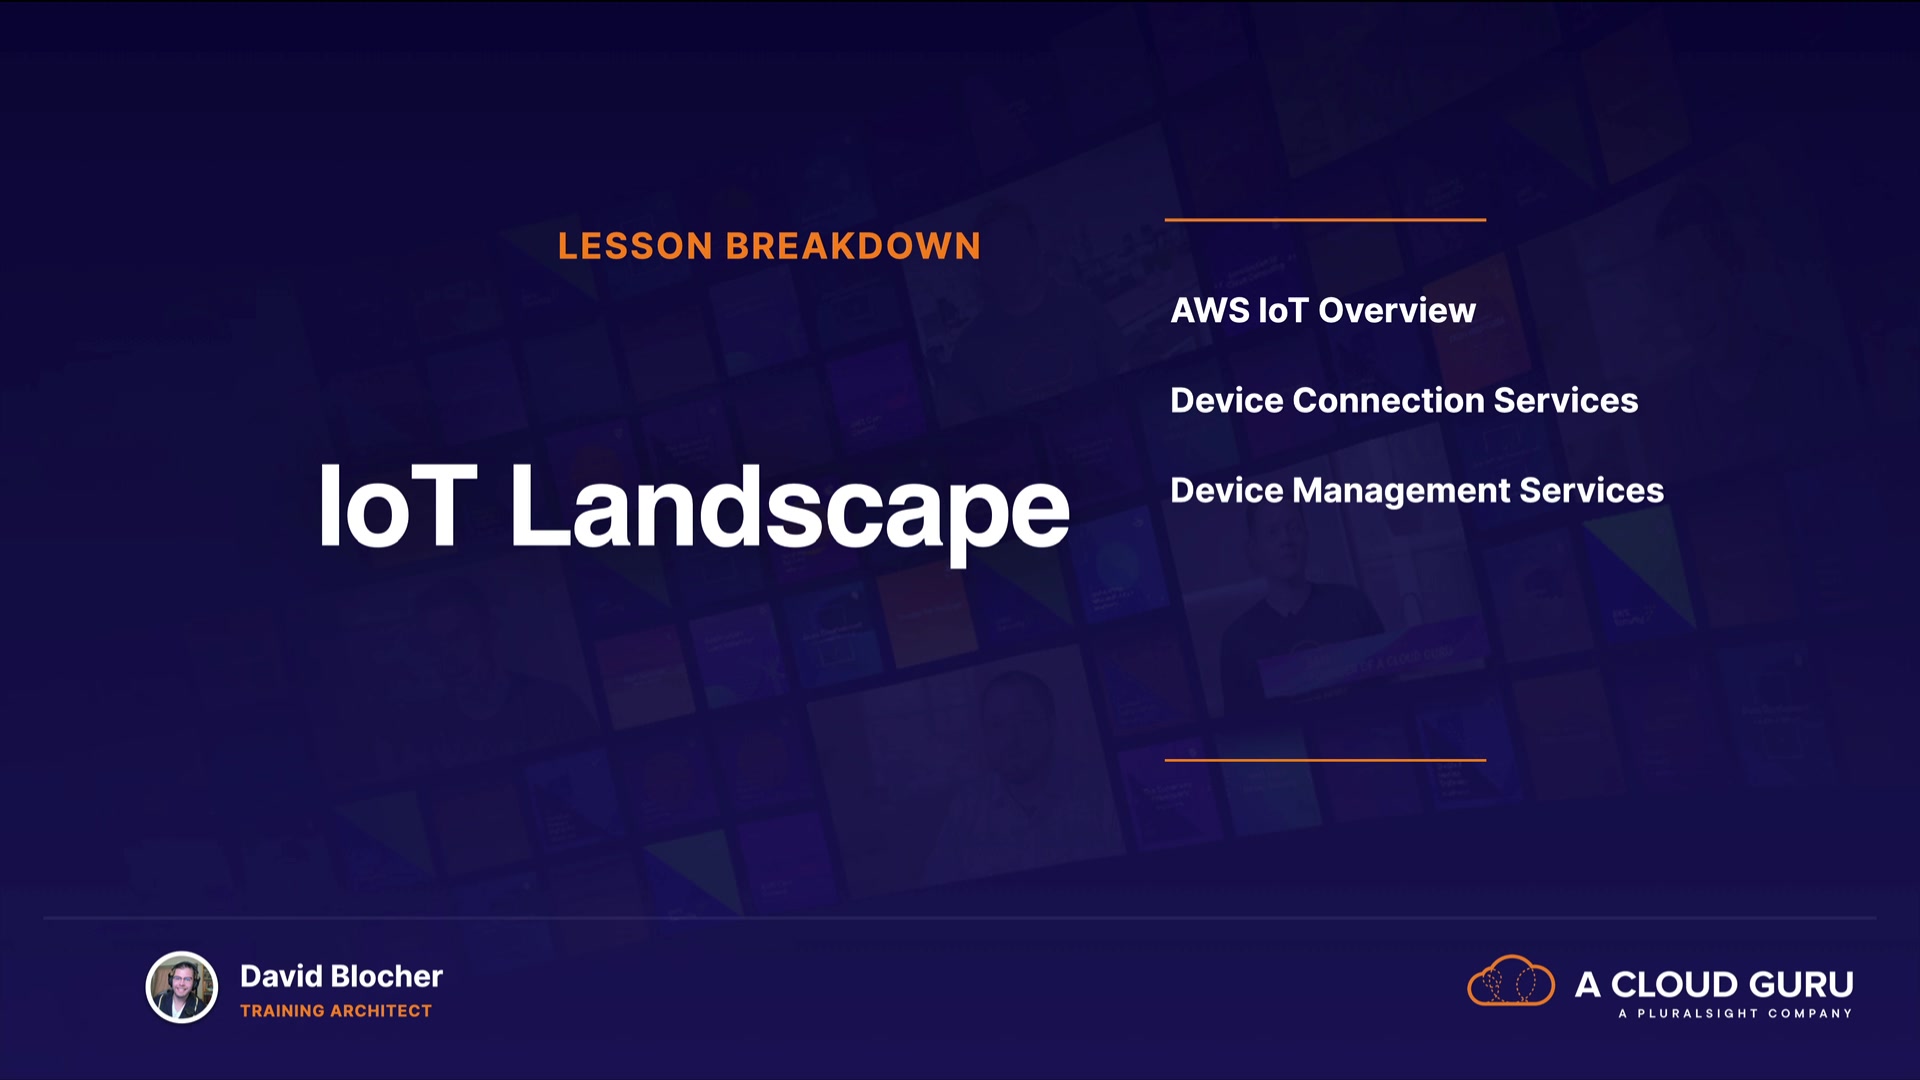 LESSON BREAKDOWN
IoT Landscape
AWS IoT Overview
Device Connection Services
Device Management Services
David Blocher
TRAINING ARCHITECT
A CLOUD GURU
A PLURALSIGHT COMPANY